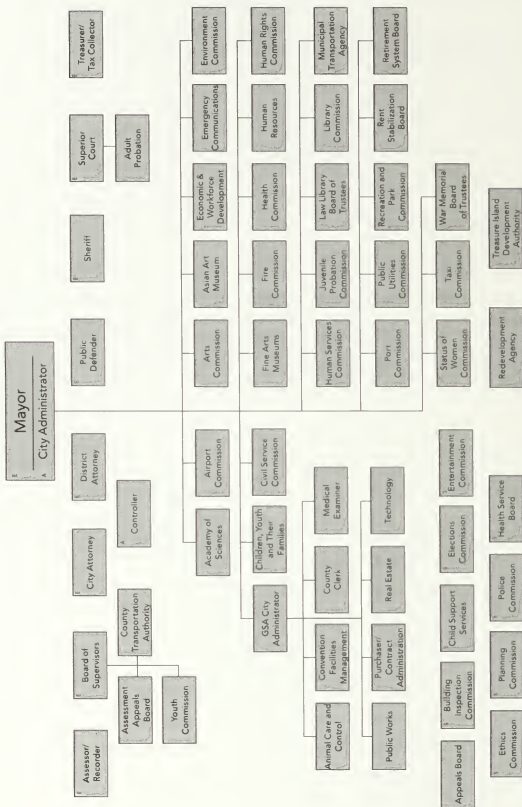 E
Mayor
City Administrator
A
E
Assessor/
Recorder
E
Board of
Supervisors
E
City Attorney
E
District
Attorney
E
Public
Defender
E
Sheriff
E
Superior
Court
E
Treasurer/
Tax Collector
Assessment
Appeals
Board
County
Transportation
Authority
A
Controller
Adult
Probation
Youth
Commission
Academy of
Sciences
Airport
Commission
Arts
Commission
Asian Art
Museum
Economic &
Workforce
Development
Emergency
Communications
Environment
Commission
Children, Youth
and Their
Families
Civil Service
Commission
Fine Arts
Museums
Fire
Commission
Health
Commission
Human
Resources
Human Rights
Commission
GSA City
Administrator
Human Services
Commission
Juvenile
Probation
Commission
Law Library
Board of
Trustees
Library
Commission
Municipal
Transportation
Agency
Animal Care and
Control
Convention
Facilities
Management
County
Clerk
Medical
Examiner
Port
Commission
Public
Utilities
Commission
Recreation and
Park
Commission
Rent
Stabilization
Board
Retirement
System Board
Public Works
Purchaser/
Contract
Administration
Real Estate
Technology
Status of
Women
Commission
Taxi
Commission
War Memorial
Board
of Trustees
Appeals Board
Building
Inspection
Commission
Child Support
Services
Elections
Commission
Entertainment
Commission
Ethics
Commission
Planning
Commission
Police
Commission
Health Service
Board
Redevelopment
Agency
Treasure Island
Development
Authority